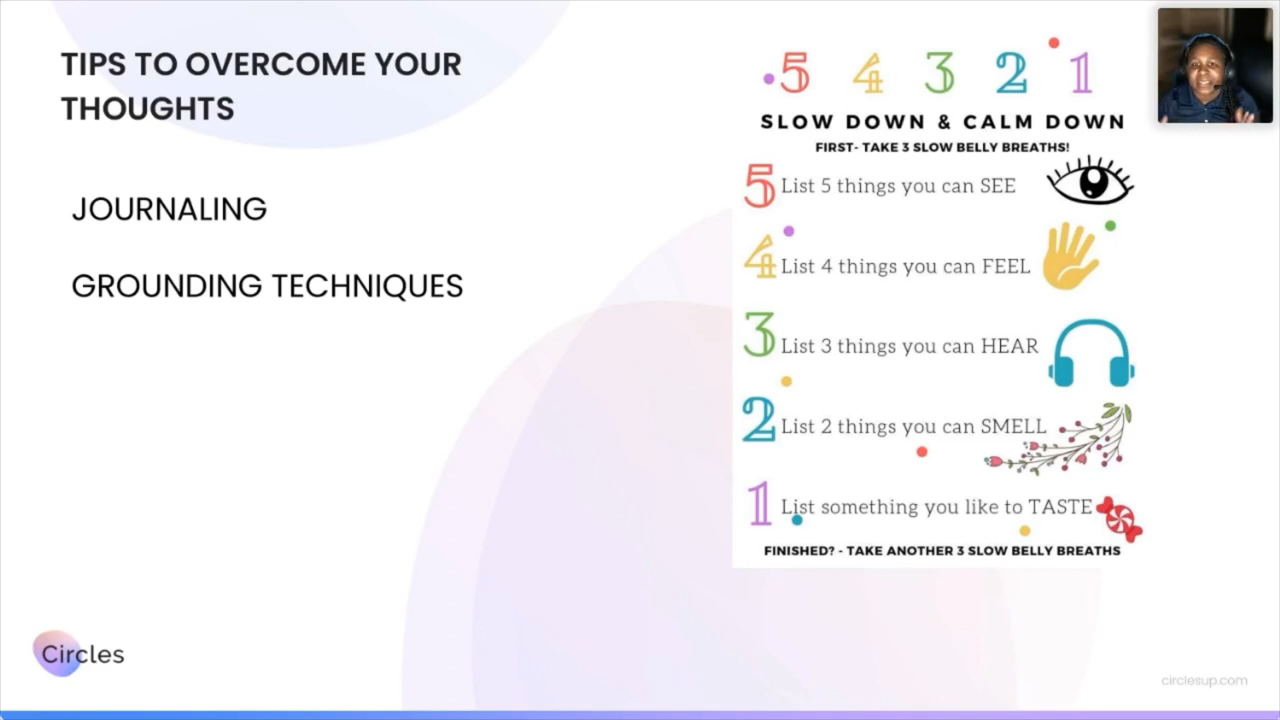 TIPS TO OVERCOME YOUR
THOUGHTS
JOURNALING
GROUNDING TECHNIQUES
5 4 3 2 1
SLOW DOWN & CALM DOWN
FIRST- TAKE 3 SLOW BELLY BREATHS!
5 List 5 things you can SEE
4 List 4 things you can FEEL
3 List 3 things you can HEAR
2 List 2 things you can SMELL
1 List something you like to TASTE
FINISHED? - TAKE ANOTHER 3 SLOW BELLY BREATHS
Circles
circlesup.com